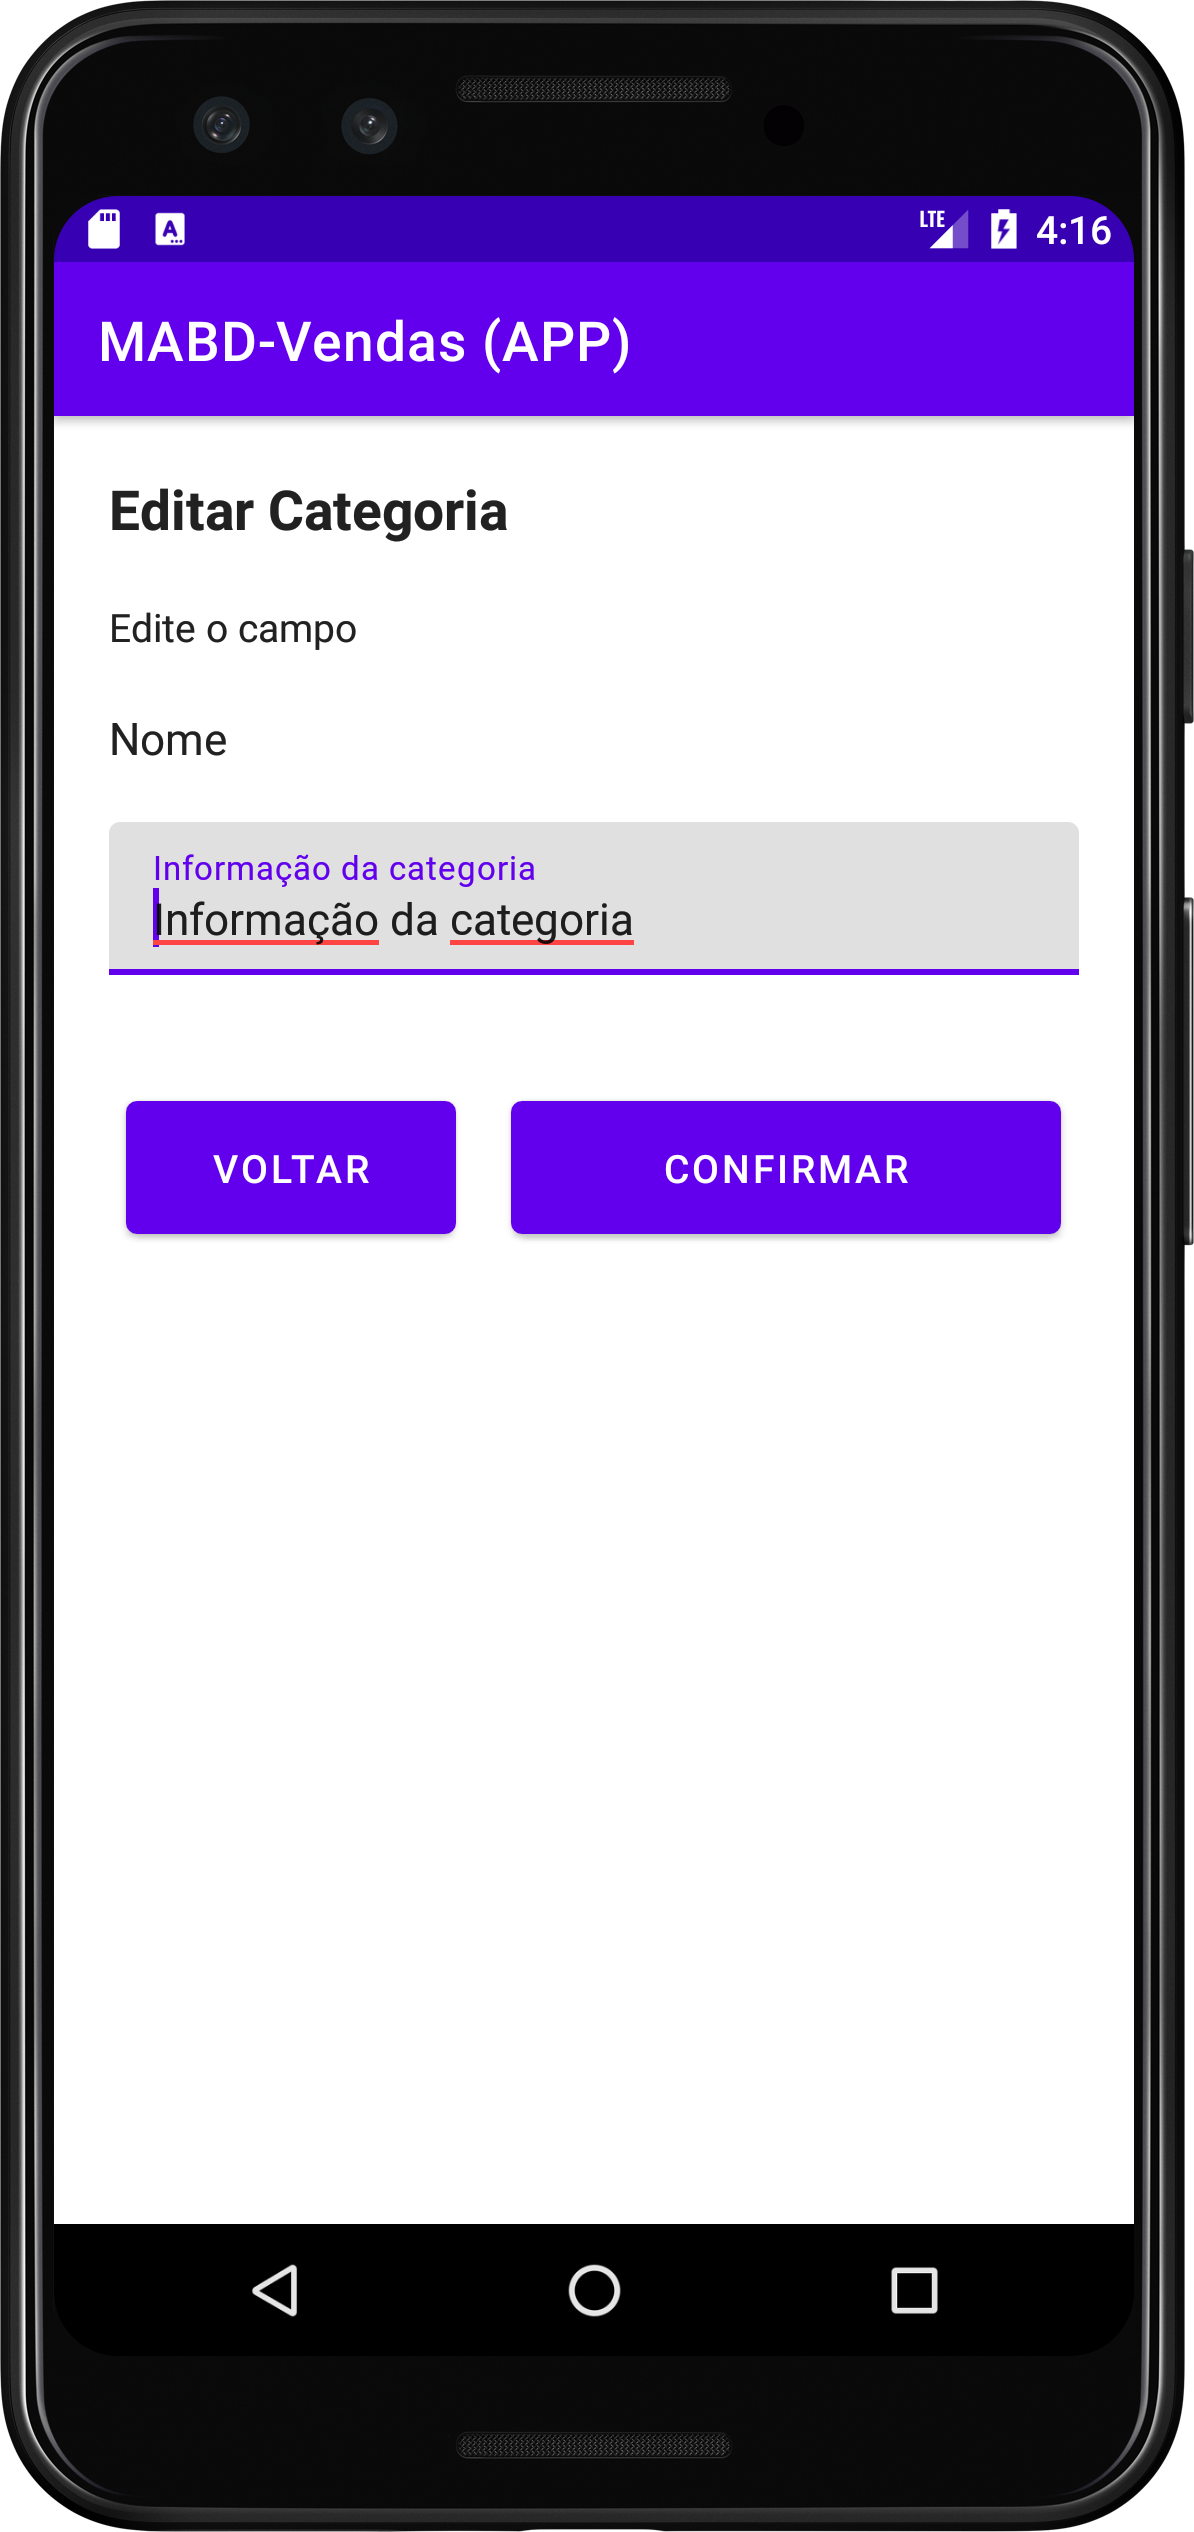 LTE 4:16
MABD-Vendas (APP)
Editar Categoria
Edite o campo
Nome
Informação da categoria
Informação da categoria
VOLTAR CONFIRMAR